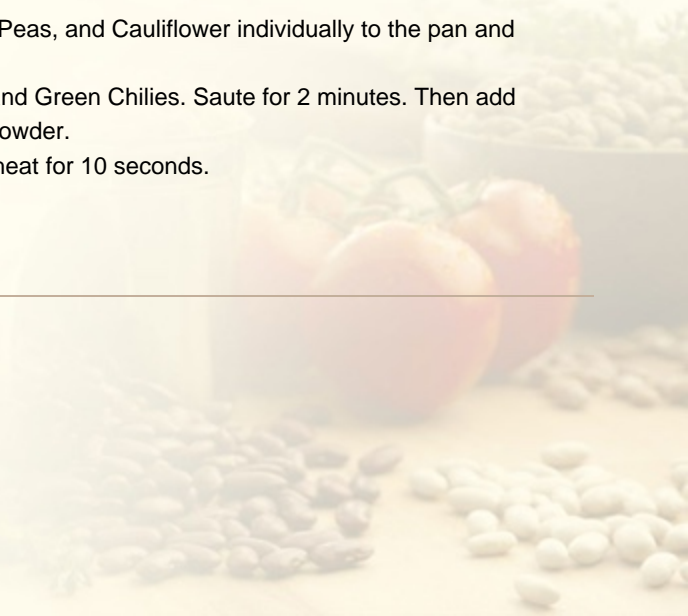 Peas, and Cauliflower individually to the pan and
nd Green Chilies. Saute for 2 minutes. Then add
owder.
neat for 10 seconds.